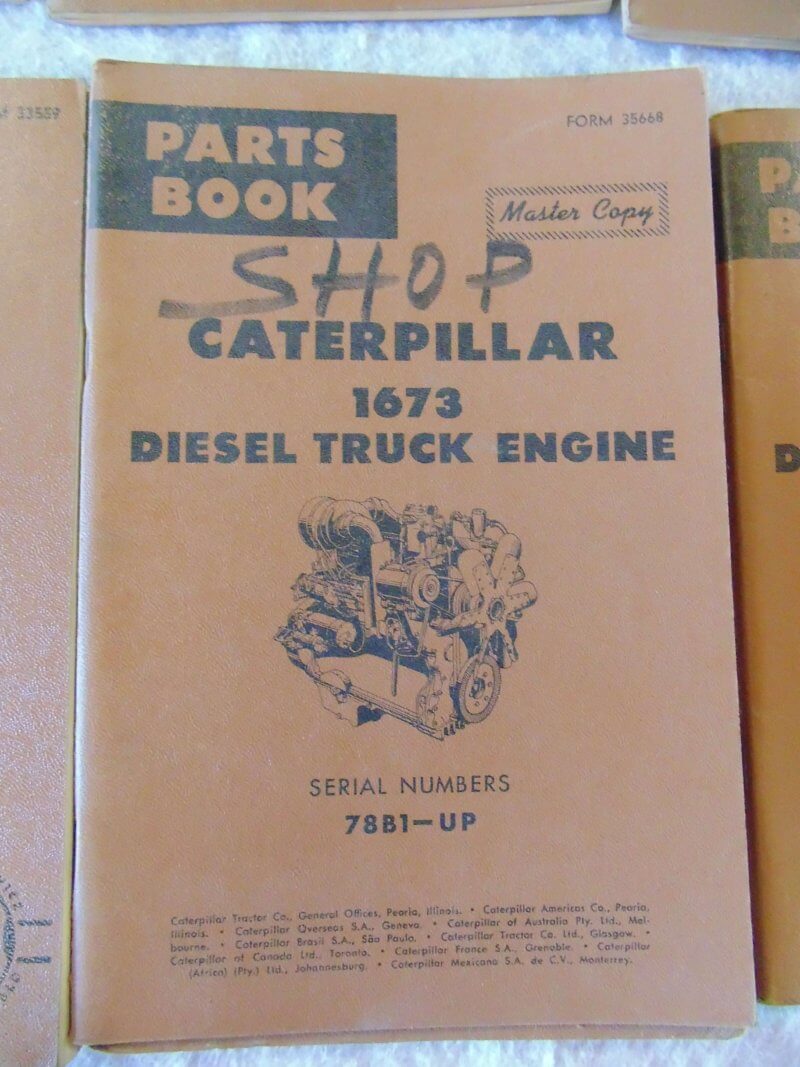 M 33559
PARTS
BOOK
FORM 35668
Master Copy
SHOP
CATERPILLAR
1673
DIESEL TRUCK ENGINE
SERIAL NUMBERS
78B1—UP
Caterpillar Tractor Co., General Offices, Peoria, Illinois. • Caterpillar Americas Co., Peoria,
Illinois. • Caterpillar Overseas S.A., Geneva. • Caterpillar of Australia Pty. Ltd., Mel-
bourne. • Caterpillar Brasil S.A., São Paulo. • Caterpillar Tractor Co. Ltd., Glasgow. •
Caterpillar of Canada Ltd., Toronto. • Caterpillar France S.A., Grenoble. • Caterpillar
(Africa) (Pty.) Ltd., Johannesburg. • Caterpillar Mexicana S.A. de C.V., Monterrey.
P
B
D